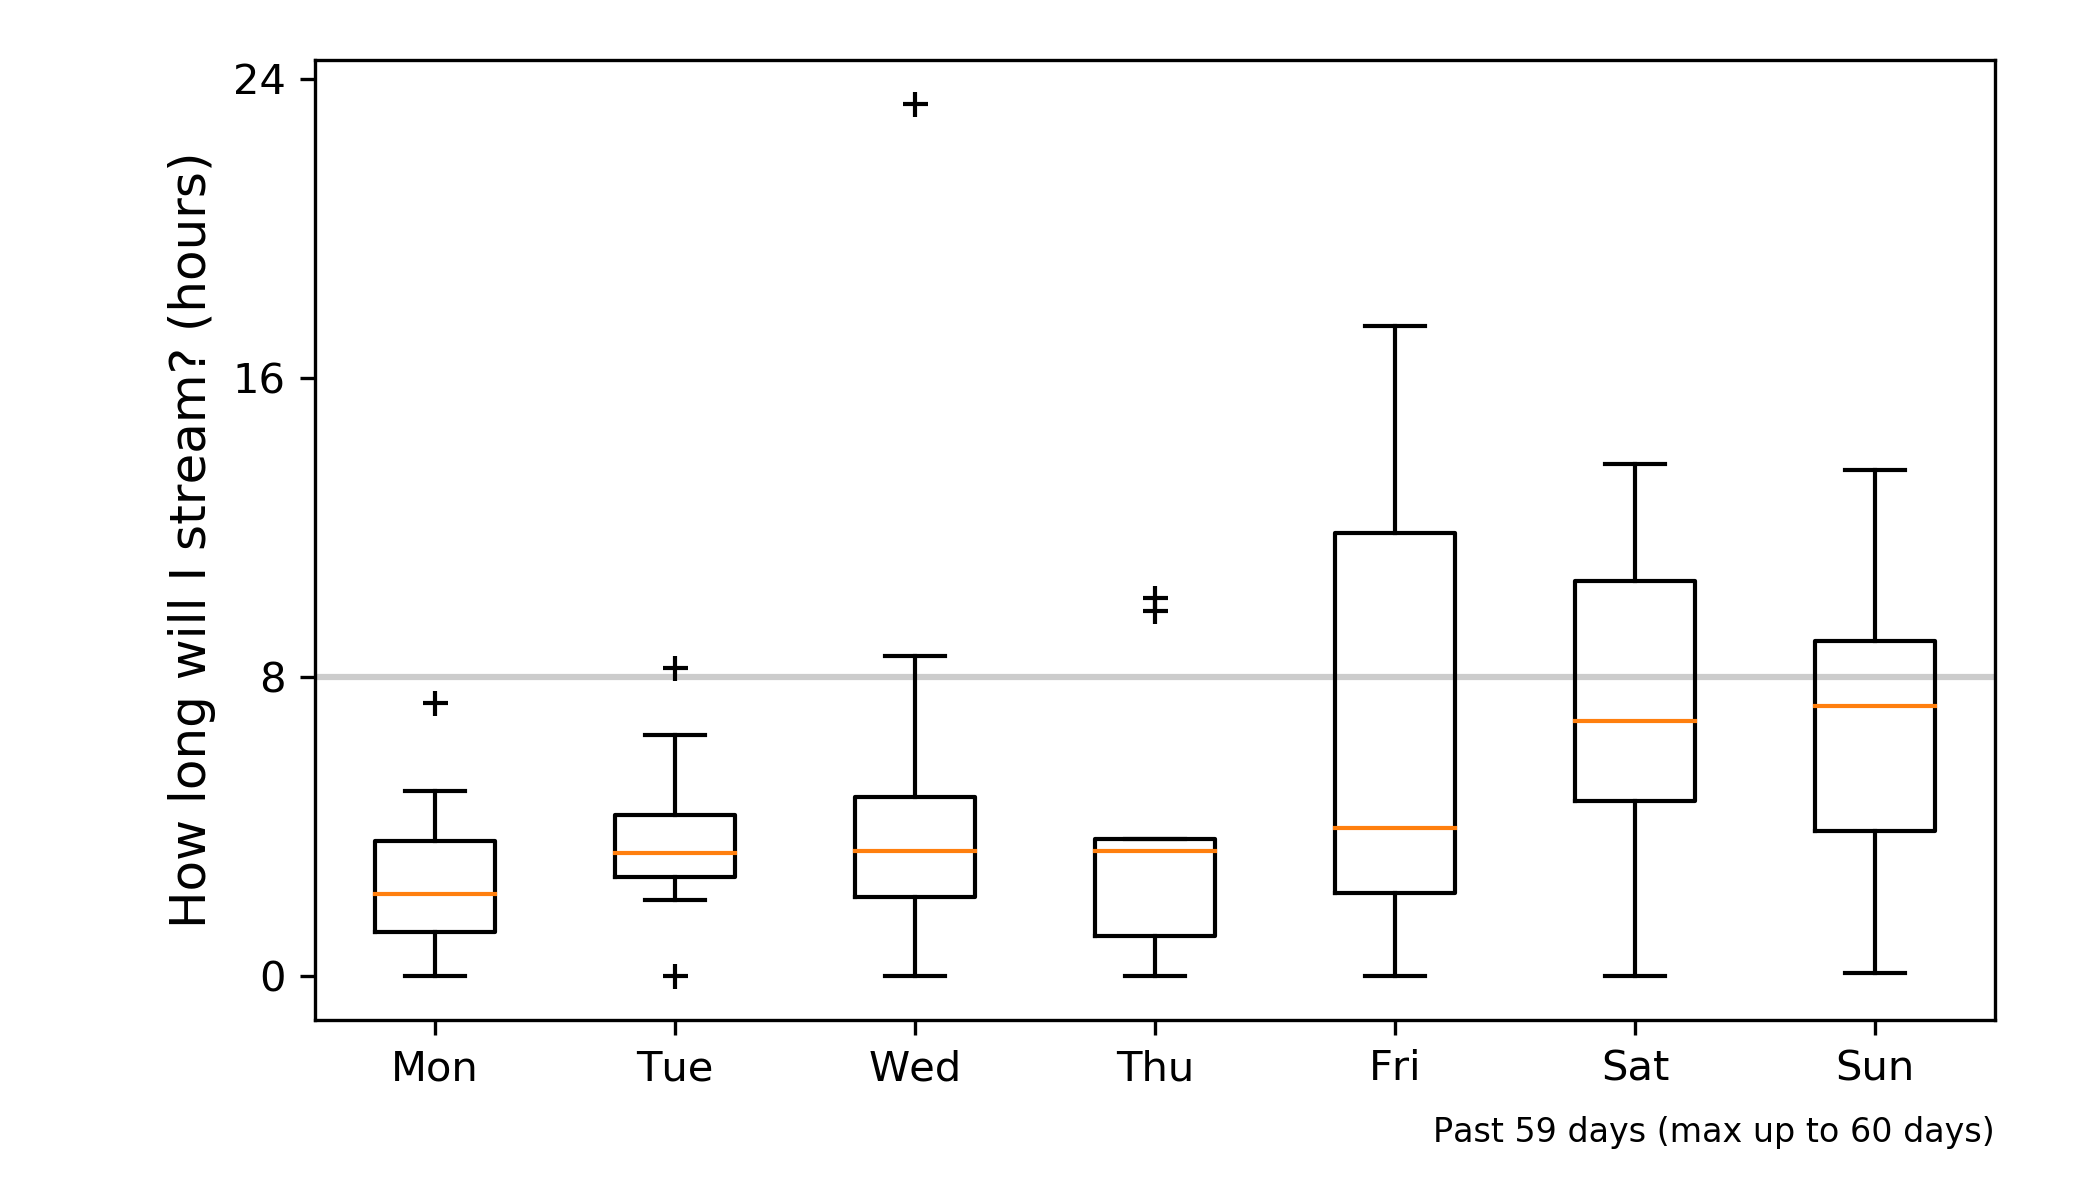 How long will I stream? (hours)
24
16
8
0
Mon Tue Wed Thu Fri Sat Sun
Past 59 days (max up to 60 days)